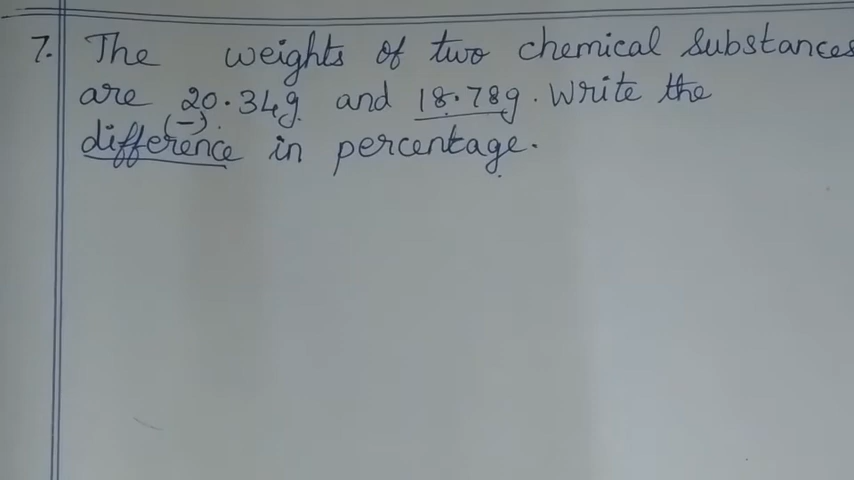 7. The weights of two chemical substances
are 20.34g and 18.78g. Write the
(-)
difference in percentage.